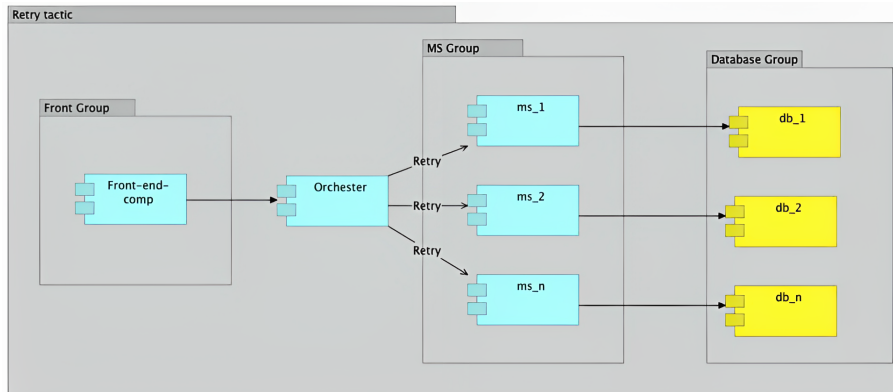 Retry tactic
MS Group
Database Group
Front Group
ms_1
db_1
Retry
Front-end-
comp
Orchester
ms_2
db_2
Retry
Retry
ms_n
db_n